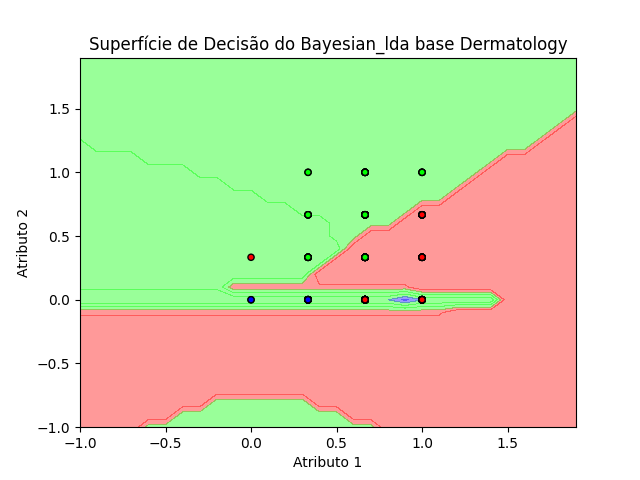 Superfície de Decisão do Bayesian_lda base Dermatology
1.5
1.0
0.5
0.0
−0.5
−1.0
Atributo 2
−1.0 −0.5 0.0 0.5 1.0 1.5
Atributo 1